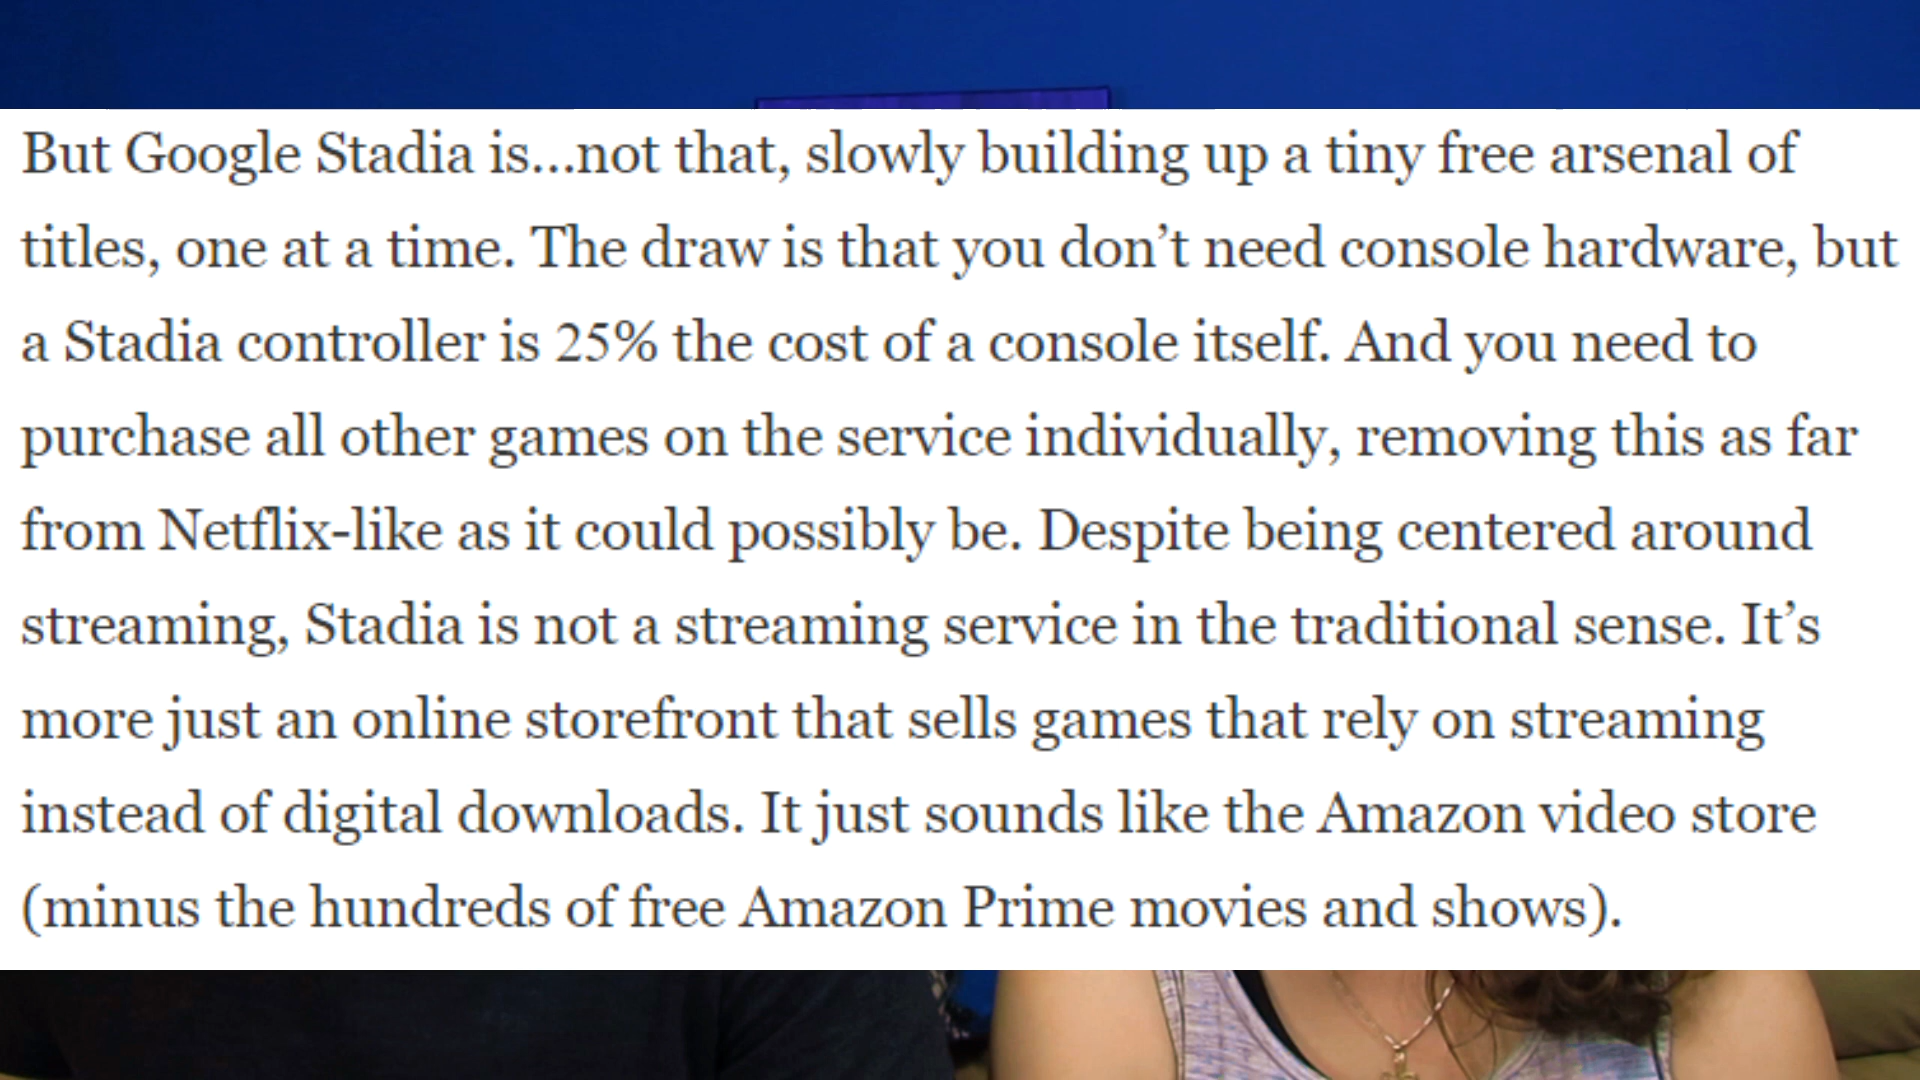 But Google Stadia is...not that, slowly building up a tiny free arsenal of
titles, one at a time. The draw is that you don’t need console hardware, but
a Stadia controller is 25% the cost of a console itself. And you need to
purchase all other games on the service individually, removing this as far
from Netflix-like as it could possibly be. Despite being centered around
streaming, Stadia is not a streaming service in the traditional sense. It’s
more just an online storefront that sells games that rely on streaming
instead of digital downloads. It just sounds like the Amazon video store
(minus the hundreds of free Amazon Prime movies and shows).